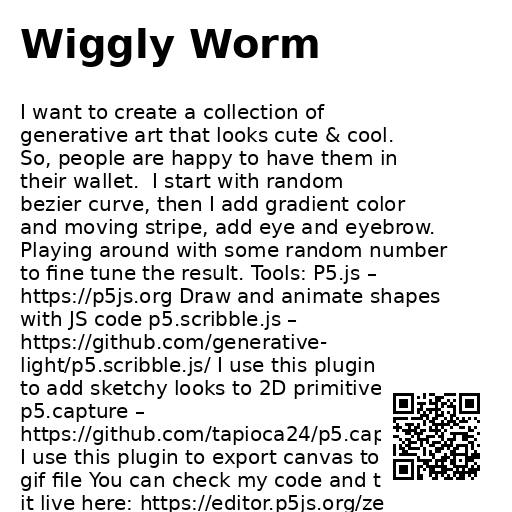 Wiggly Worm
I want to create a collection of
generative art that looks cute & cool.
So, people are happy to have them in
their wallet.  I start with random
bezier curve, then I add gradient color
and moving stripe, add eye and eyebrow.
Playing around with some random number
to fine tune the result. Tools: P5.js –
https://p5js.org Draw and animate shapes
with JS code p5.scribble.js –
https://github.com/generative-
light/p5.scribble.js/ I use this plugin
to add sketchy looks to 2D primitive
p5.capture –
https://github.com/tapioca24/p5.cap
I use this plugin to export canvas to
gif file You can check my code and t
it live here: https://editor.p5js.org/ze